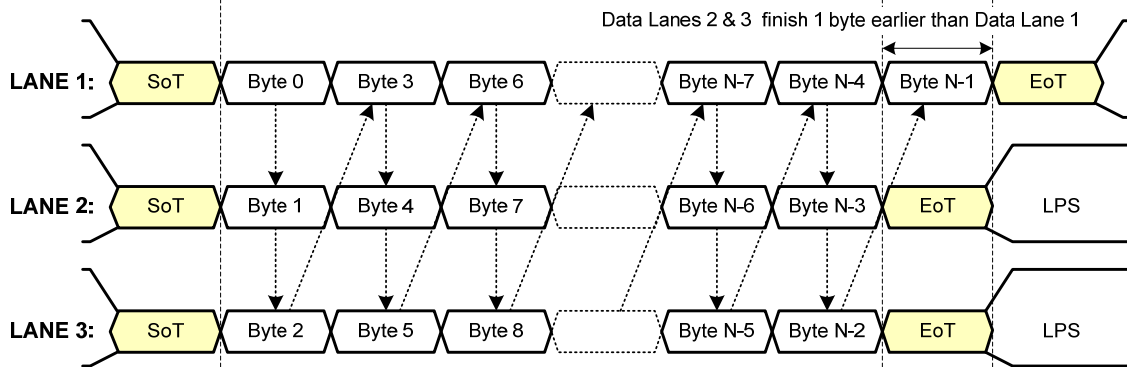 Data Lanes 2 & 3 finish 1 byte earlier than Data Lane 1
LANE 1: SoT Byte 0 Byte 3 Byte 6 Byte N-7 Byte N-4 Byte N-1 EoT
LANE 2: SoT Byte 1 Byte 4 Byte 7 Byte N-6 Byte N-3 EoT LPS
LANE 3: SoT Byte 2 Byte 5 Byte 8 Byte N-5 Byte N-2 EoT LPS